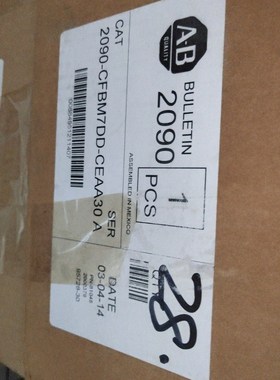 AB
QUALITY
BULLETIN
2090
CAT
2090-CFBM7DD-CEAA30 A
SER
1
PCS
ASSEMBLED IN MEXICO
DATE
03-04-14
QTY
28.